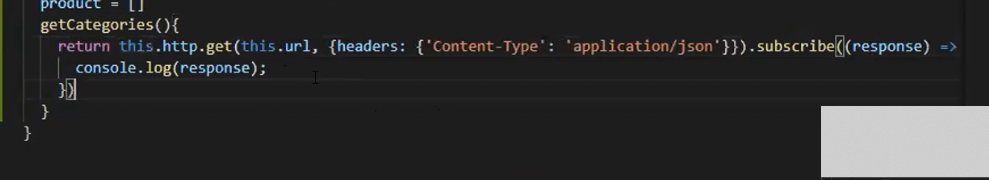 product = []
getCategories(){
return this.http.get(this.url, {headers: {'Content-Type': 'application/json'}}).subscribe((response) =>
console.log(response);
})
}
}